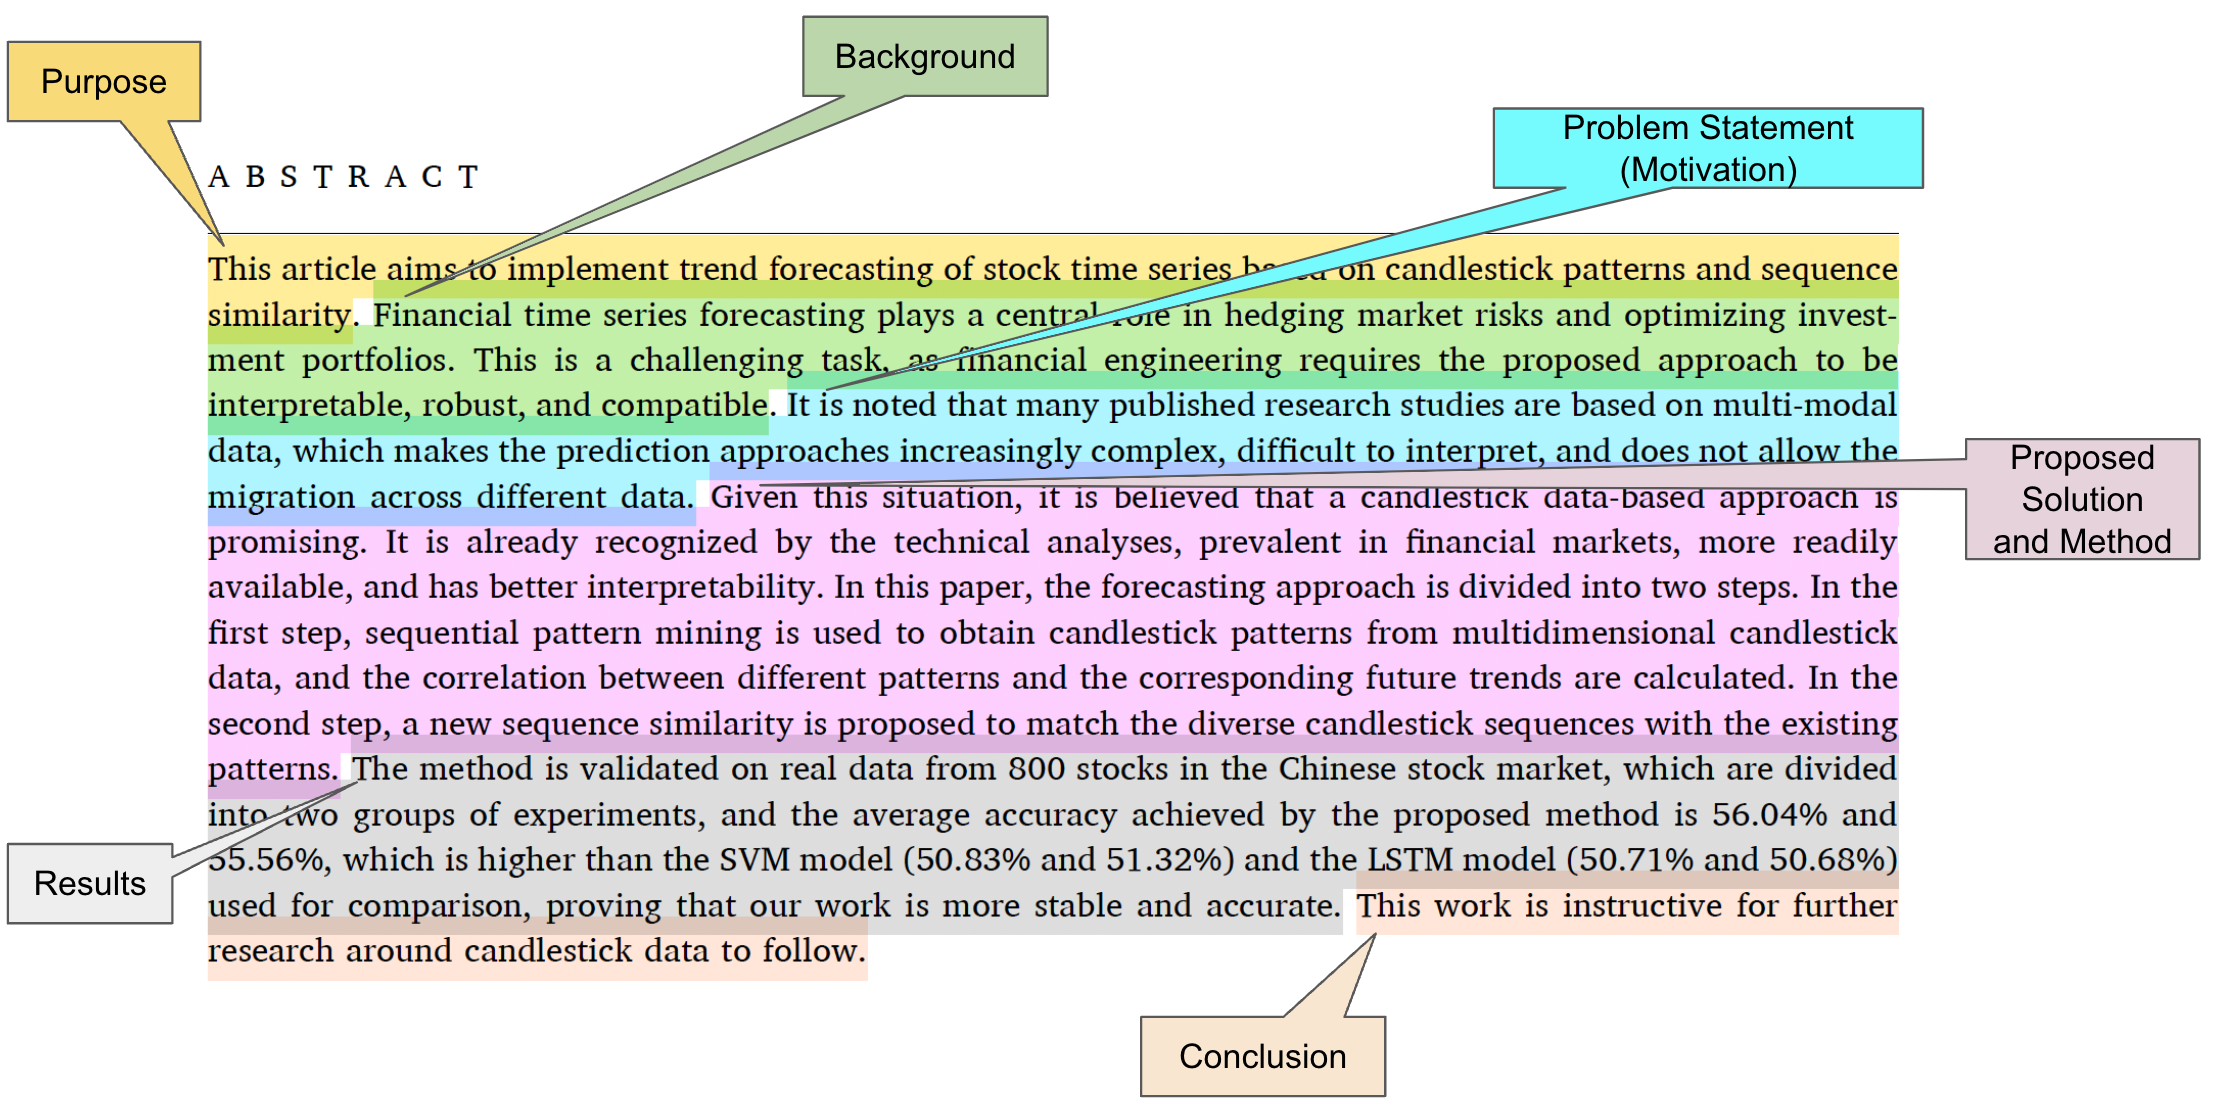 Purpose
Background
Problem Statement
(Motivation)
A B S T R A C T
This article aims to implement trend forecasting of stock time series based on candlestick patterns and sequence
similarity. Financial time series forecasting plays a central role in hedging market risks and optimizing invest-
ment portfolios. This is a challenging task, as financial engineering requires the proposed approach to be
interpretable, robust, and compatible. It is noted that many published research studies are based on multi-modal
data, which makes the prediction approaches increasingly complex, difficult to interpret, and does not allow the
migration across different data. Given this situation, it is believed that a candlestick data-based approach is
promising. It is already recognized by the technical analyses, prevalent in financial markets, more readily
available, and has better interpretability. In this paper, the forecasting approach is divided into two steps. In the
first step, sequential pattern mining is used to obtain candlestick patterns from multidimensional candlestick
data, and the correlation between different patterns and the corresponding future trends are calculated. In the
second step, a new sequence similarity is proposed to match the diverse candlestick sequences with the existing
patterns. The method is validated on real data from 800 stocks in the Chinese stock market, which are divided
into two groups of experiments, and the average accuracy achieved by the proposed method is 56.04% and
55.56%, which is higher than the SVM model (50.83% and 51.32%) and the LSTM model (50.71% and 50.68%)
used for comparison, proving that our work is more stable and accurate. This work is instructive for further
research around candlestick data to follow.
Proposed
Solution
and Method
Results
Conclusion